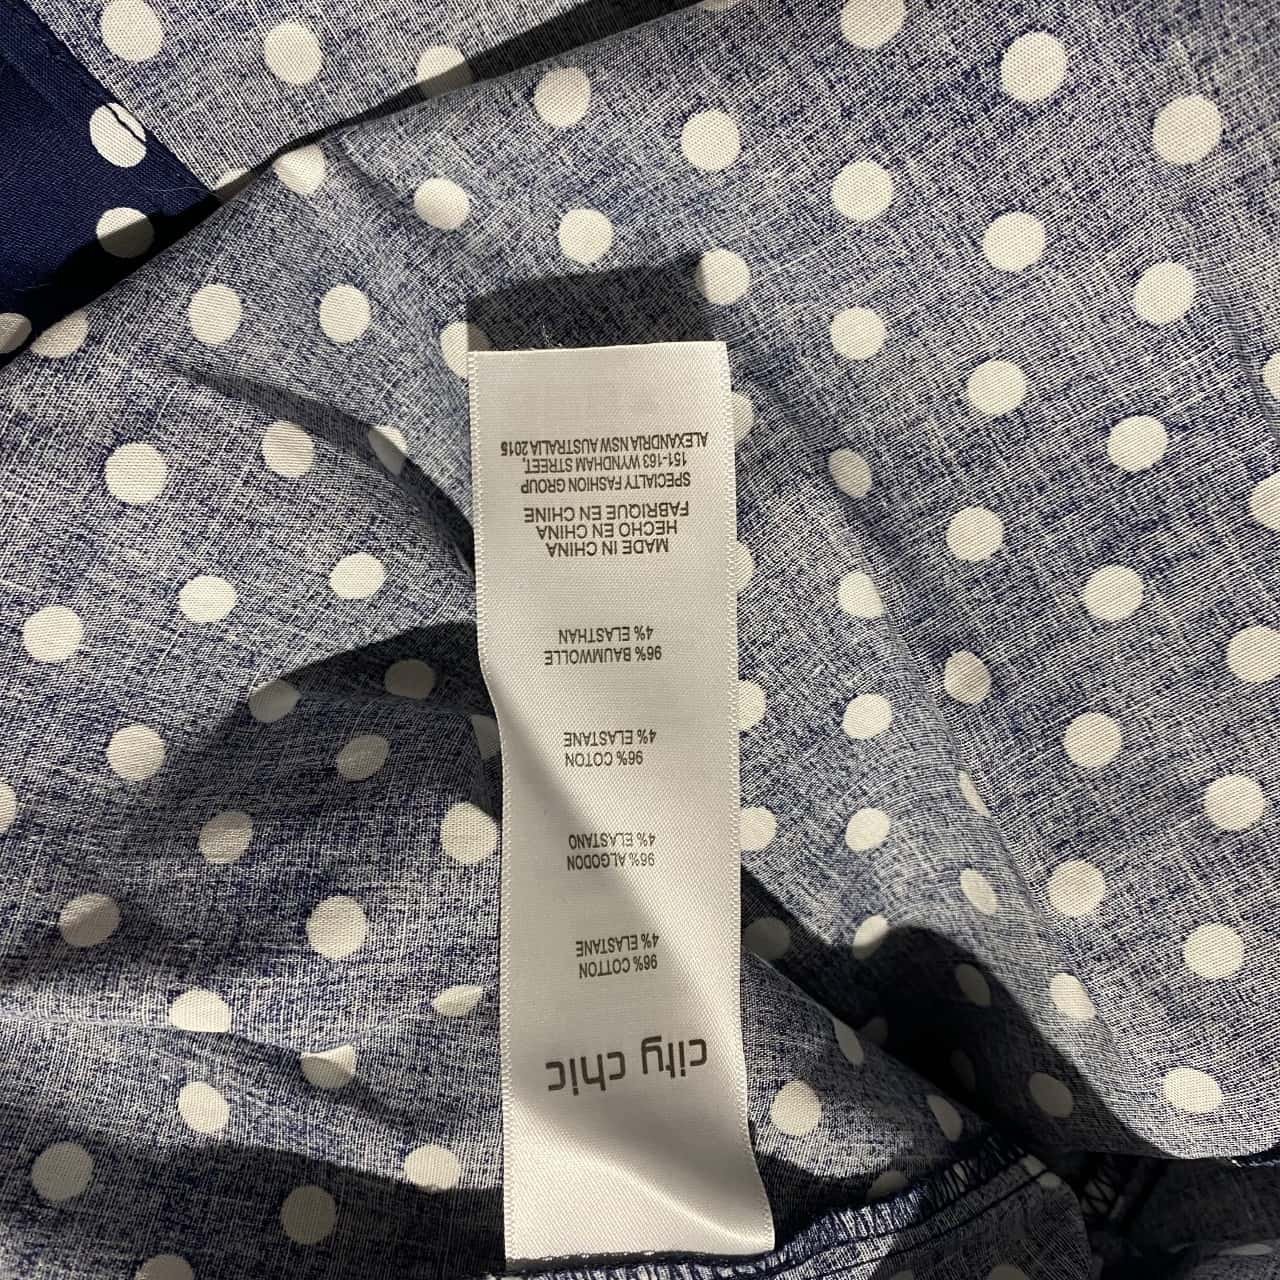 city chic
96% COTTON
4% ELASTANE
96% ALGODON
4% ELASTANO
96% COTON
4% ELASTANE
96% BAUMWOLLE
4% ELASTHAN
MADE IN CHINA
HECHO EN CHINA
FABRIQUE EN CHINE
SPECIALTY FASHION GROUP
151-163 WYNDHAM STREET,
ALEXANDRIA NSW AUSTRALIA 2015